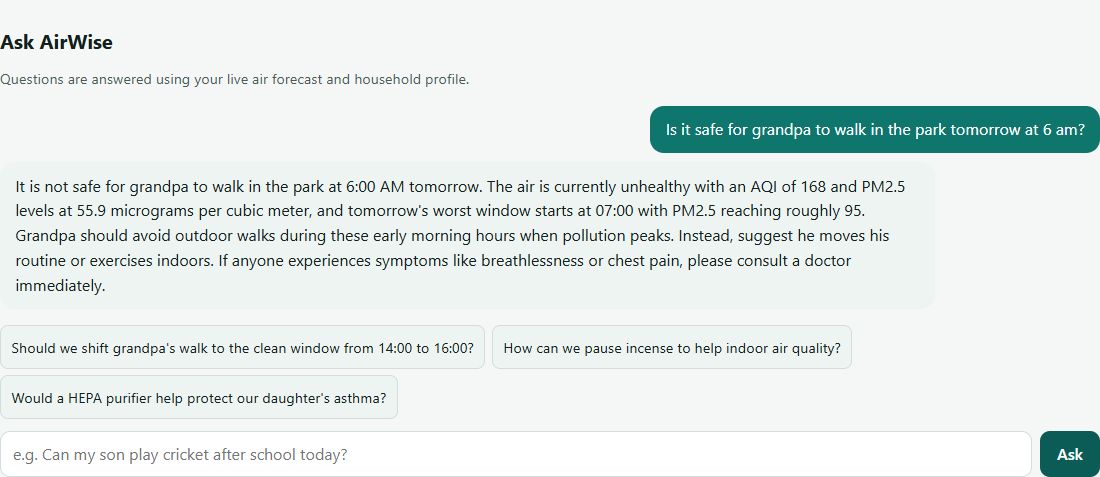 Ask AirWise
Questions are answered using your live air forecast and household profile.
Is it safe for grandpa to walk in the park tomorrow at 6 am?
It is not safe for grandpa to walk in the park at 6:00 AM tomorrow. The air is currently unhealthy with an AQI of 168 and PM2.5
levels at 55.9 micrograms per cubic meter, and tomorrow's worst window starts at 07:00 with PM2.5 reaching roughly 95.
Grandpa should avoid outdoor walks during these early morning hours when pollution peaks. Instead, suggest he moves his
routine or exercises indoors. If anyone experiences symptoms like breathlessness or chest pain, please consult a doctor
immediately.
Should we shift grandpa's walk to the clean window from 14:00 to 16:00?
How can we pause incense to help indoor air quality?
Would a HEPA purifier help protect our daughter's asthma?
e.g. Can my son play cricket after school today?
Ask